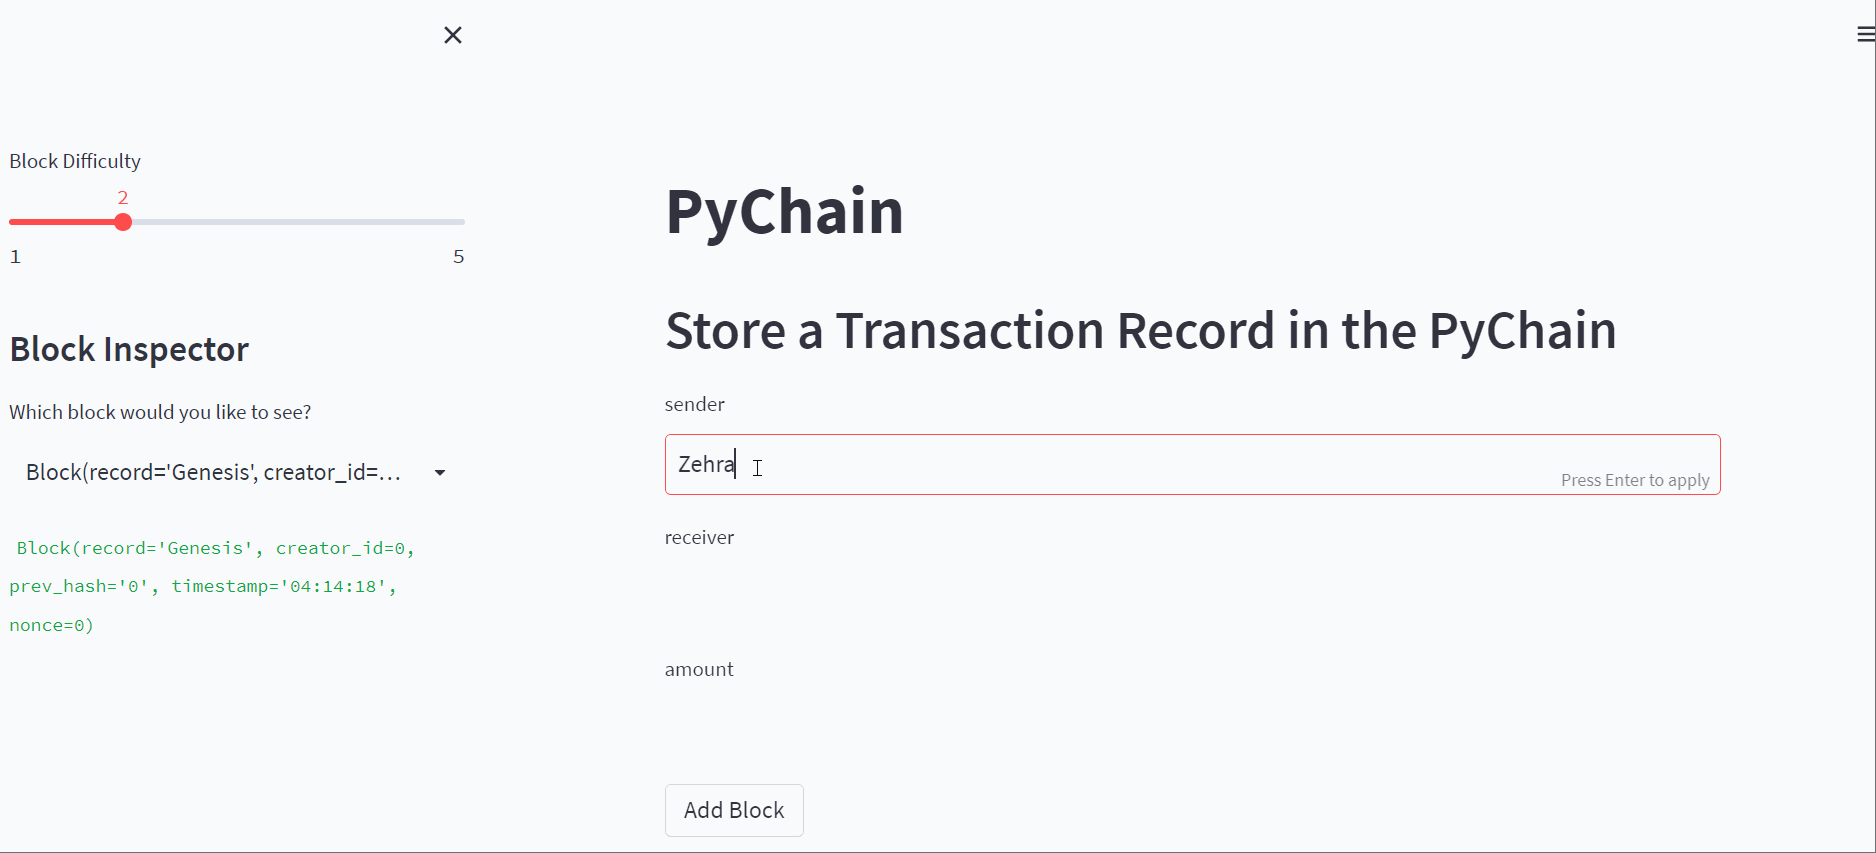 Block Difficulty
2
1
5
Block Inspector
Which block would you like to see?
Block(record='Genesis', creator_id=...
Block(record='Genesis', creator_id=0,
prev_hash='0', timestamp='04:14:18',
nonce=0)
PyChain
Store a Transaction Record in the PyChain
sender
Zehra
Press Enter to apply
receiver
amount
Add Block